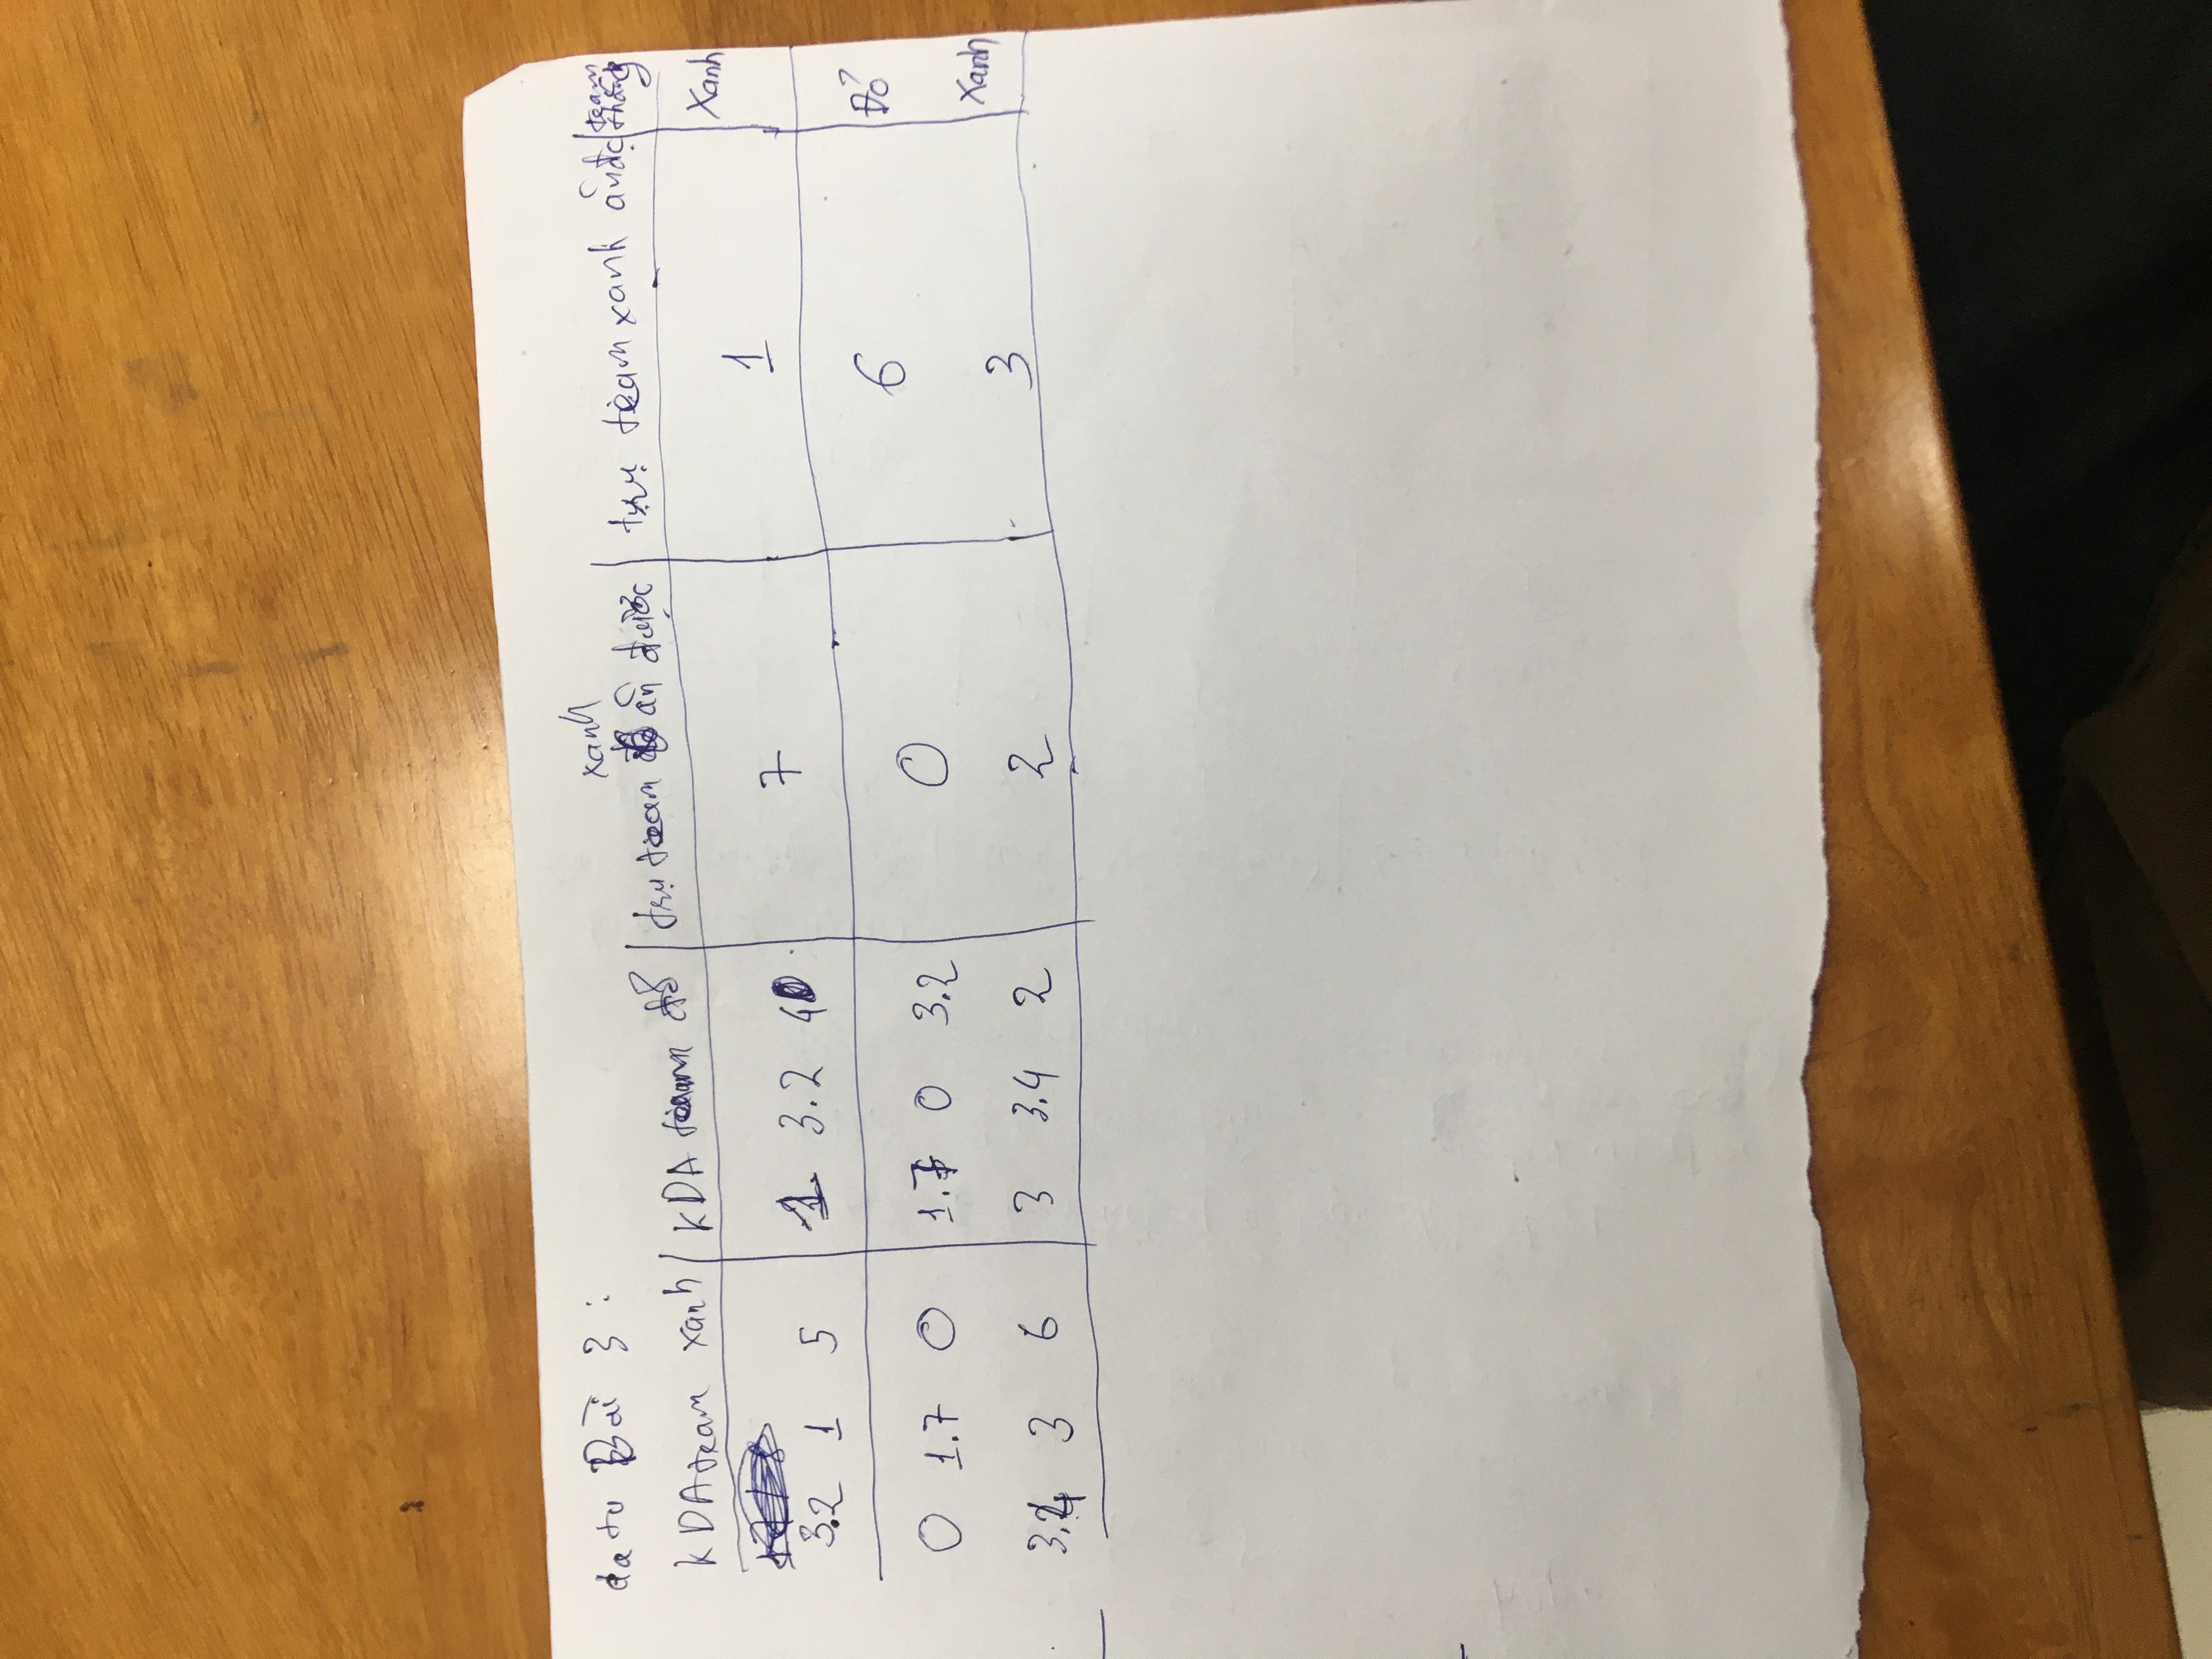 data Bài 3 :
KDA team xanh | KDA team đỏ | trụ team xanh ăn được | trụ team xanh ăn đc | team thắng
3.2 1 5 | 1 3.2 4 | 7 | 1 | Xanh
0 1.7 0 | 1.7 0 3.2 | 0 | 6 | Đỏ
3.4 3 6 | 3 3.4 2 | 2 | 3 | Xanh